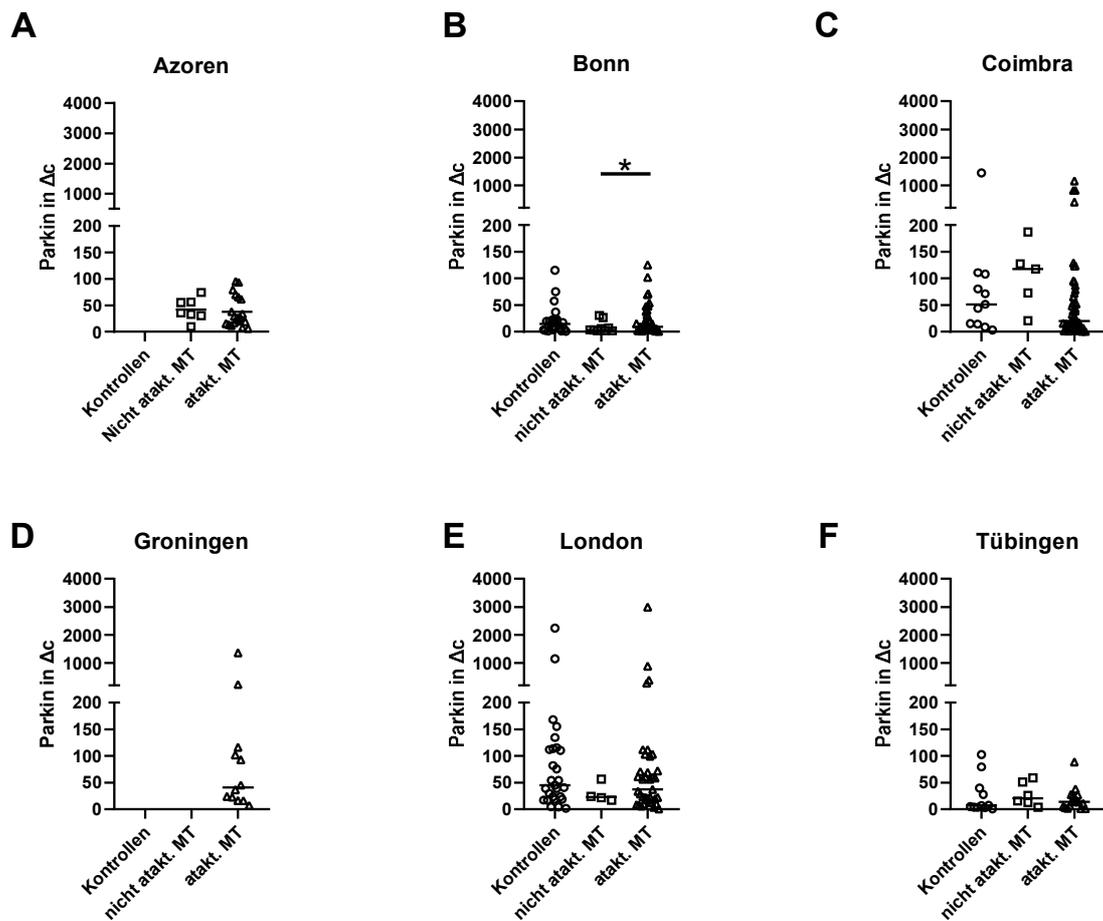 A
Azoren
Parkin in Δc
4000
3000
2000
1000
200
150
100
50
0
Kontrollen
Nicht atakt. MT
atakt. MT
B
Bonn
Parkin in Δc
4000
3000
2000
1000
200
150
100
50
0
*
Kontrollen
nicht atakt. MT
atakt. MT
C
Coimbra
Parkin in Δc
4000
3000
2000
1000
200
150
100
50
0
Kontrollen
nicht atakt. MT
atakt. MT
D
Groningen
Parkin in Δc
4000
3000
2000
1000
200
150
100
50
0
Kontrollen
nicht atakt. MT
atakt. MT
E
London
Parkin in Δc
4000
3000
2000
1000
200
150
100
50
0
Kontrollen
nicht atakt. MT
atakt. MT
F
Tübingen
Parkin in Δc
4000
3000
2000
1000
200
150
100
50
0
Kontrollen
nicht atakt. MT
atakt. MT